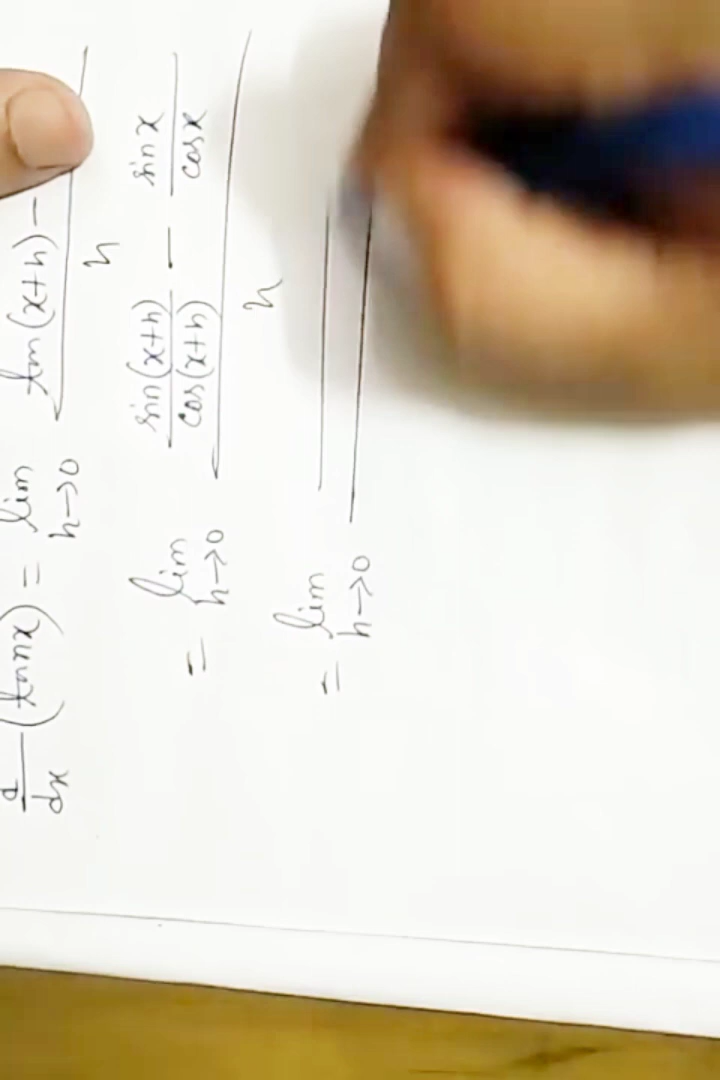 d/dx (tanx) = lim h→0 tan(x+h) - / h
= lim h→0 sin(x+h)/cos(x+h) - sinx/cosx / h
= lim h→0